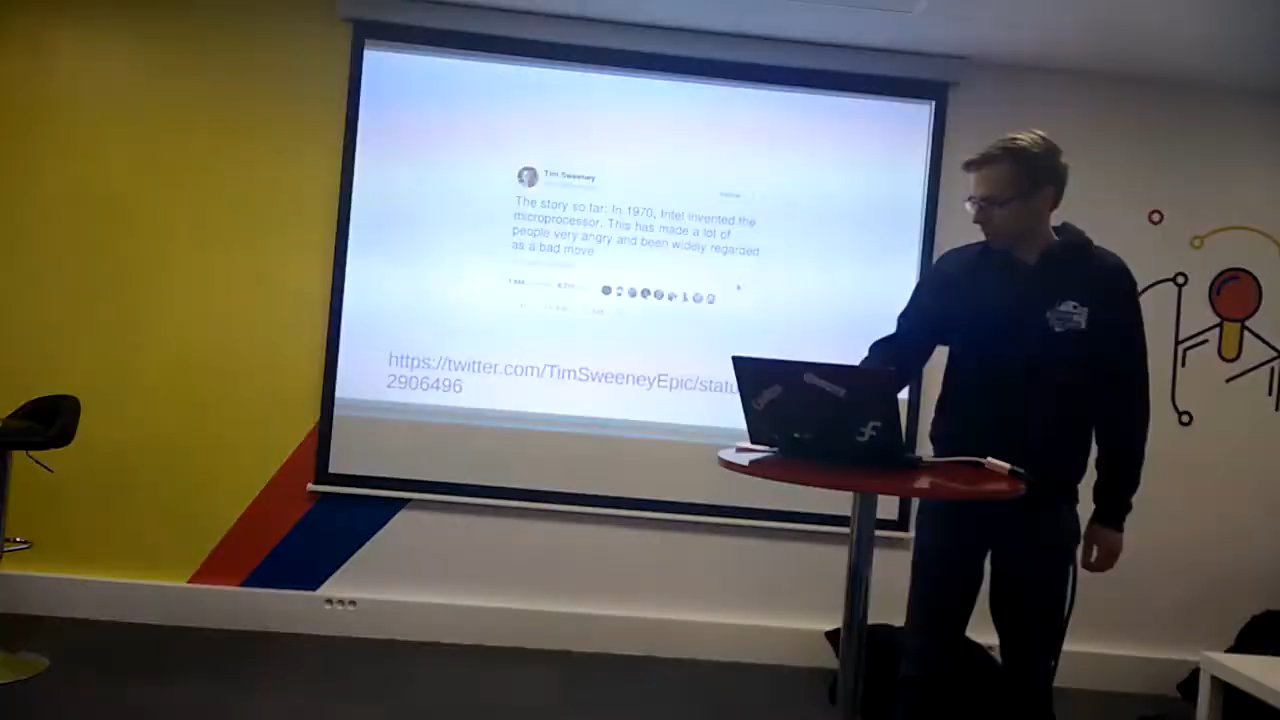 Tim Sweeney
The story so far: In 1970, Intel invented the
microprocessor. This has made a lot of
people very angry and been widely regarded
as a bad move
https://twitter.com/TimSweeneyEpic/statu
2906496